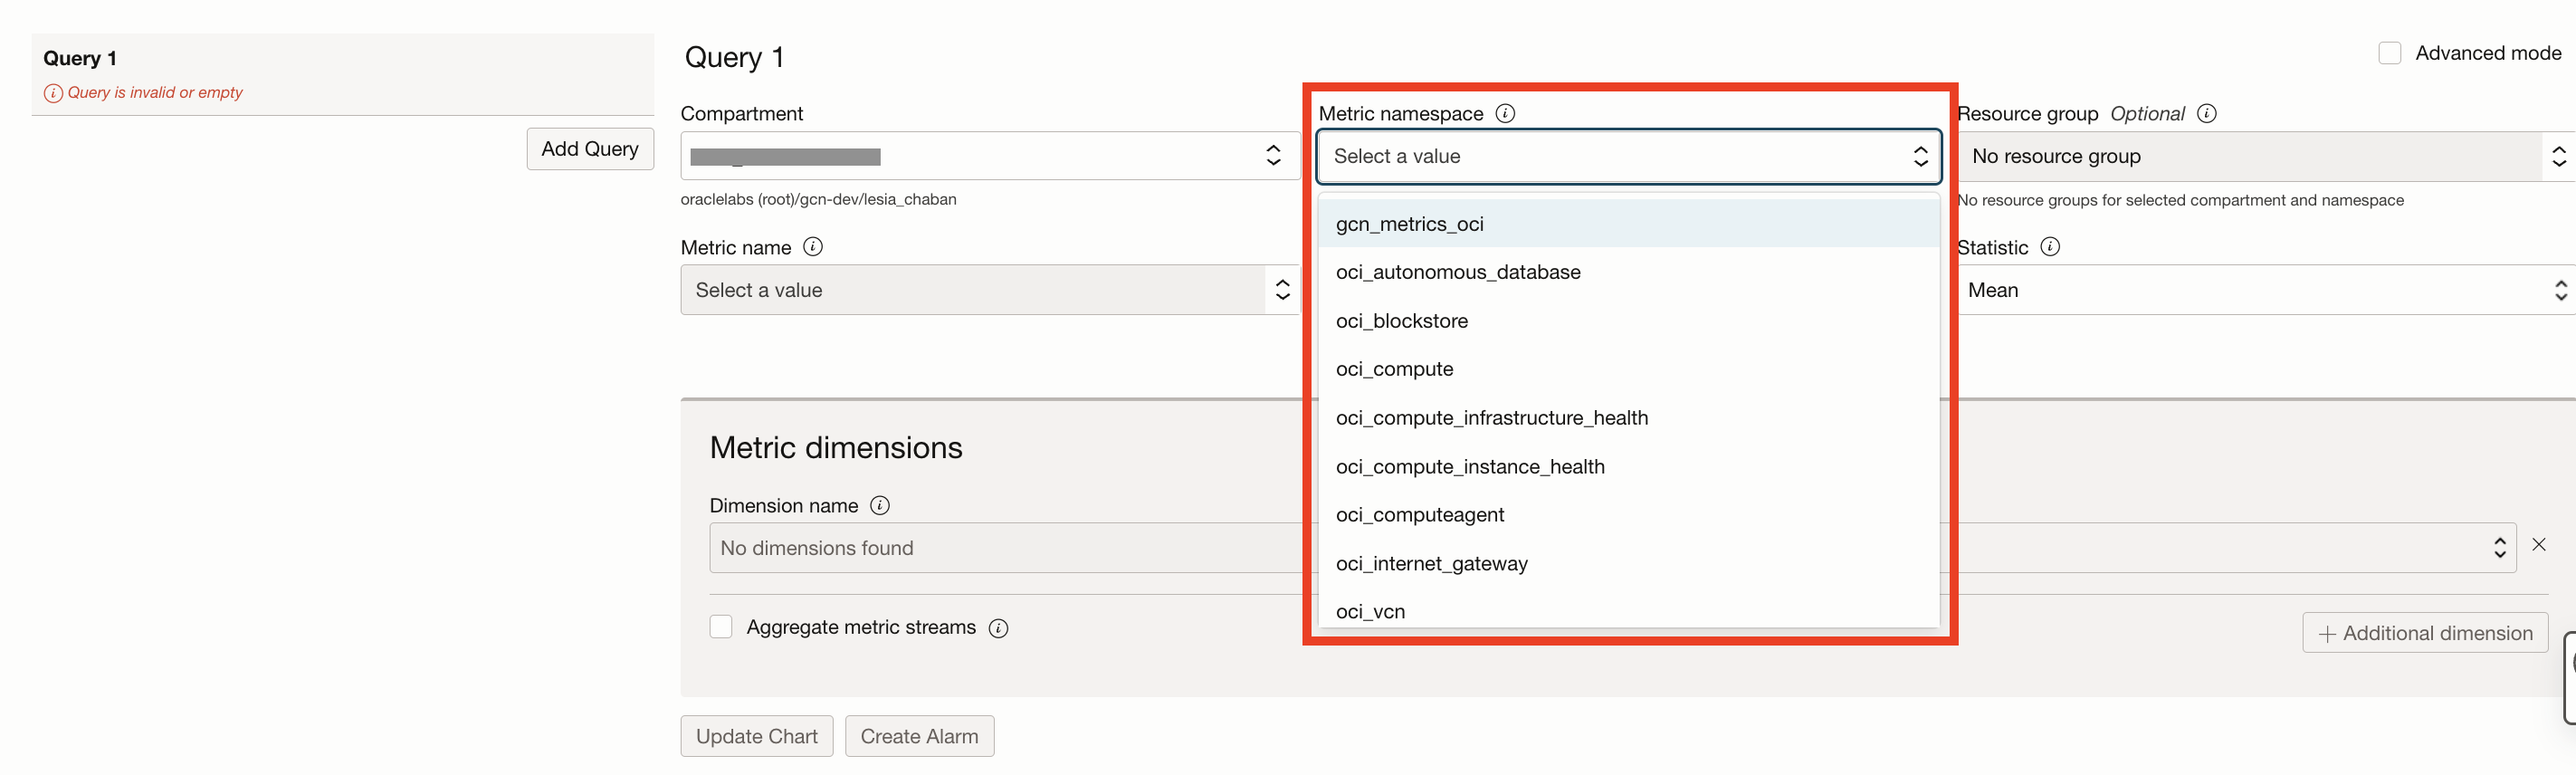 Query 1
Query is invalid or empty
Add Query
Query 1
Advanced mode
Compartment
oraclelabs (root)/gcn-dev/lesia_chaban
Metric namespace
Select a value
gcn_metrics_oci
oci_autonomous_database
oci_blockstore
oci_compute
oci_compute_infrastructure_health
oci_compute_instance_health
oci_computeagent
oci_internet_gateway
oci_vcn
Resource group Optional
No resource group
No resource groups for selected compartment and namespace
Metric name
Select a value
Statistic
Mean
Metric dimensions
Dimension name
No dimensions found
Aggregate metric streams
+ Additional dimension
Update Chart
Create Alarm